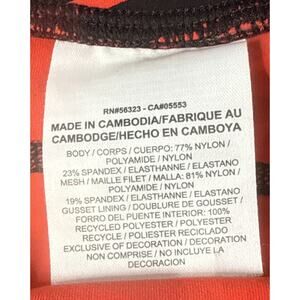 RN#56323 - CA#05553
MADE IN CAMBODIA/FABRIQUE AU
CAMBODGE/HECHO EN CAMBOYA
BODY / CORPS / CUERPO: 77% NYLON /
POLYAMIDE / NYLON
23% SPANDEX / ELASTHANNE / ELASTANO
MESH / MAILLE FILET / MALLA: 81% NYLON /
POLYAMIDE / NYLON
19% SPANDEX / ELASTHANNE / ELASTANO
GUSSET LINING / DOUBLURE DE GOUSSET /
FORRO DEL PUENTE INTERIOR: 100%
RECYCLED POLYESTER / POLYESTER
RECYCLE / POLIESTER RECICLADO
EXCLUSIVE OF DECORATION / DECORATION
NON COMPRISE / NO INCLUYE LA
DECORACION